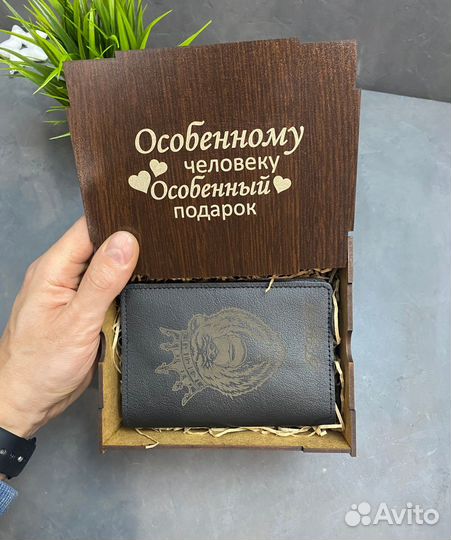 Особенному
человеку
Особенный
подарок
Avito